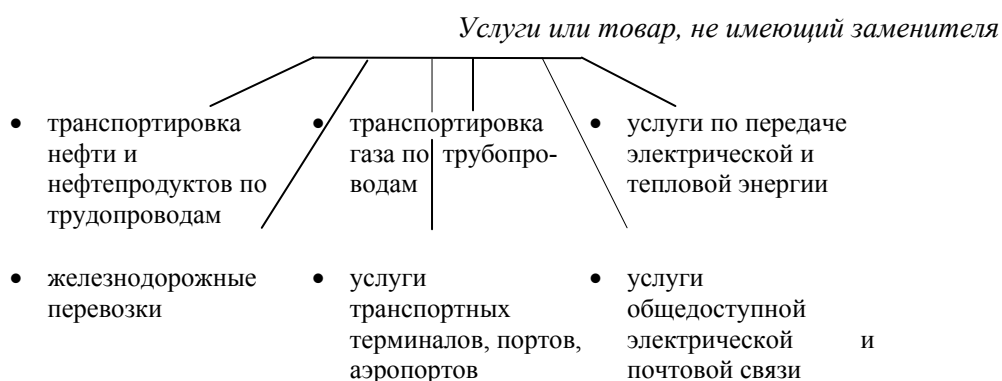 Услуги или товар, не имеющий заменителя
• транспортировка
нефти и
нефтепродуктов по
трудопроводам
• транспортировка
газа по трубопро-
водам
• услуги по передаче
электрической и
тепловой энергии
• железнодорожные
перевозки
• услуги
транспортных
терминалов, портов,
аэропортов
• услуги
общедоступной
электрической и
почтовой связи